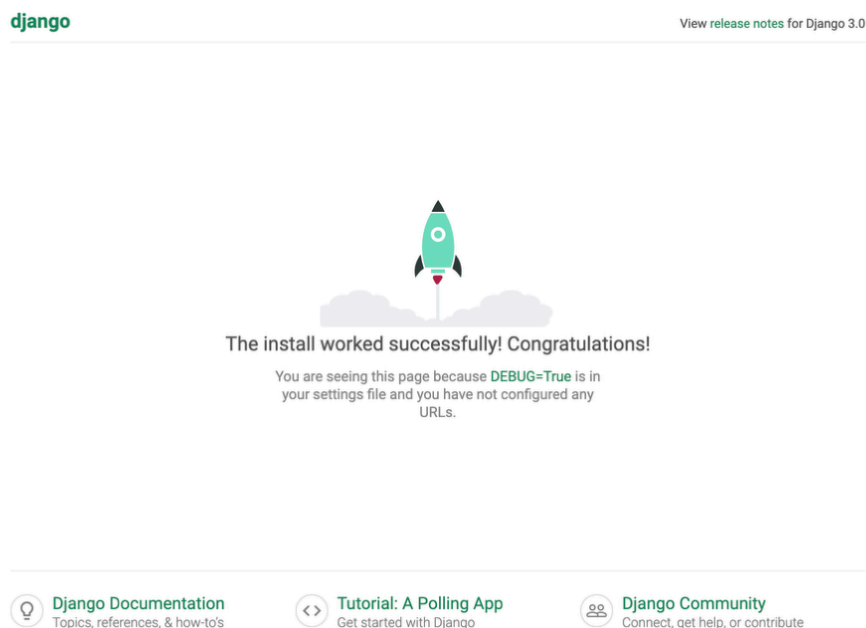 django
View release notes for Django 3.0
The install worked successfully! Congratulations!
You are seeing this page because DEBUG=True is in
your settings file and you have not configured any
URLs.
Django Documentation
Topics, references, & how-to's
Tutorial: A Polling App
Get started with Django
Django Community
Connect, get help, or contribute